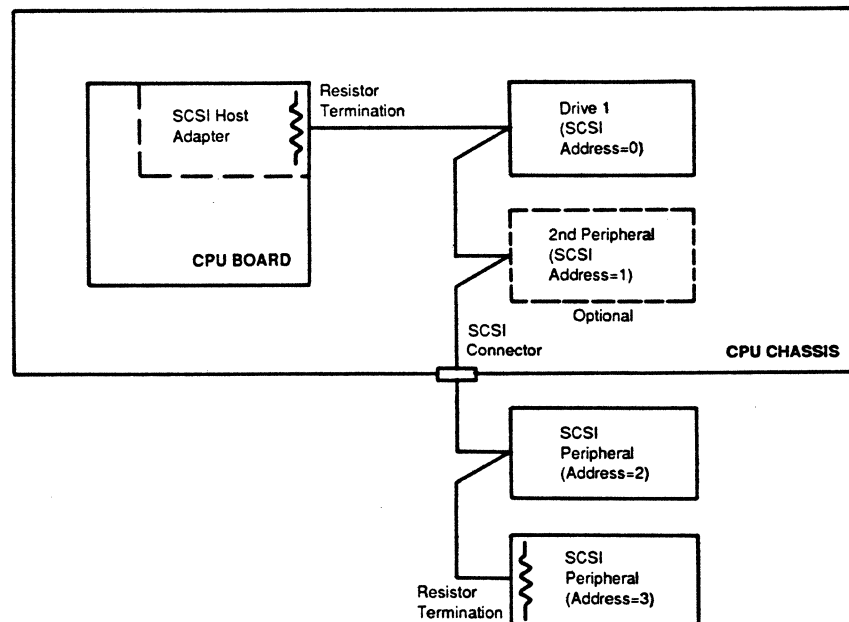 Resistor
Termination
SCSI Host
Adapter
CPU BOARD
Drive 1
(SCSI
Address=0)
2nd Peripheral
(SCSI
Address=1)
Optional
SCSI
Connector
CPU CHASSIS
SCSI
Peripheral
(Address=2)
SCSI
Peripheral
(Address=3)
Resistor
Termination